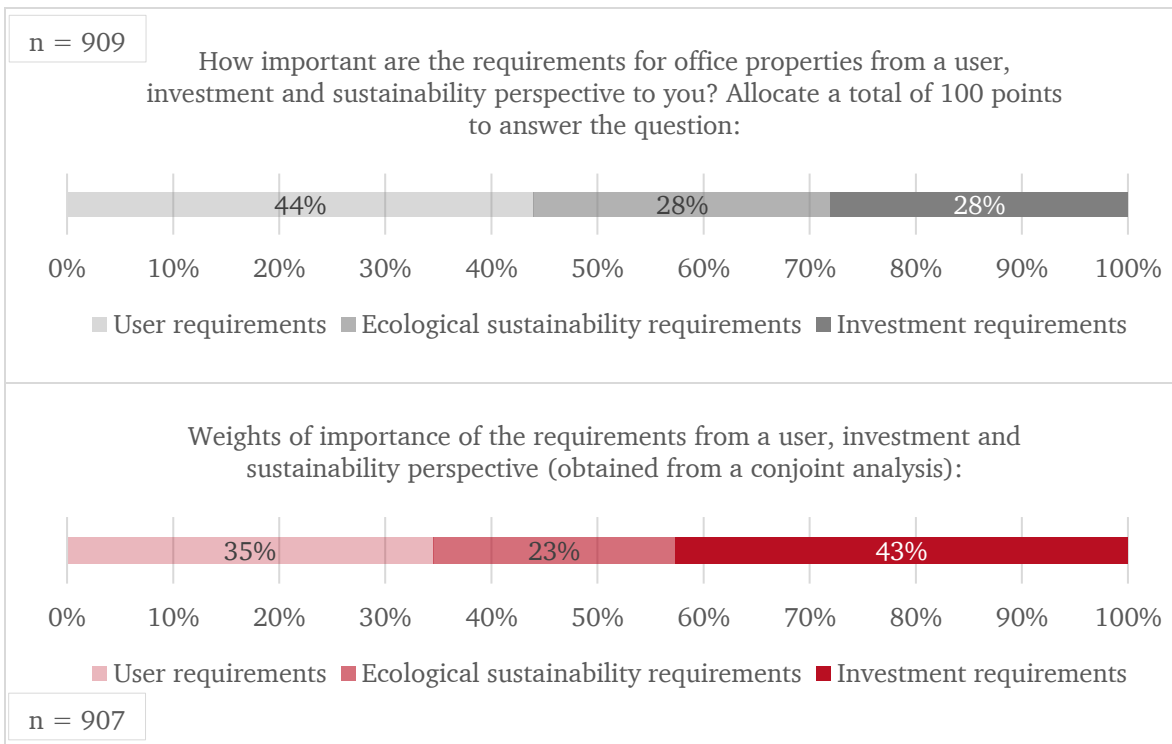 n = 909
How important are the requirements for office properties from a user,
investment and sustainability perspective to you? Allocate a total of 100 points
to answer the question:
44% 28% 28%
0% 10% 20% 30% 40% 50% 60% 70% 80% 90% 100%
User requirements Ecological sustainability requirements Investment requirements
Weights of importance of the requirements from a user, investment and
sustainability perspective (obtained from a conjoint analysis):
35% 23% 43%
0% 10% 20% 30% 40% 50% 60% 70% 80% 90% 100%
User requirements Ecological sustainability requirements Investment requirements
n = 907